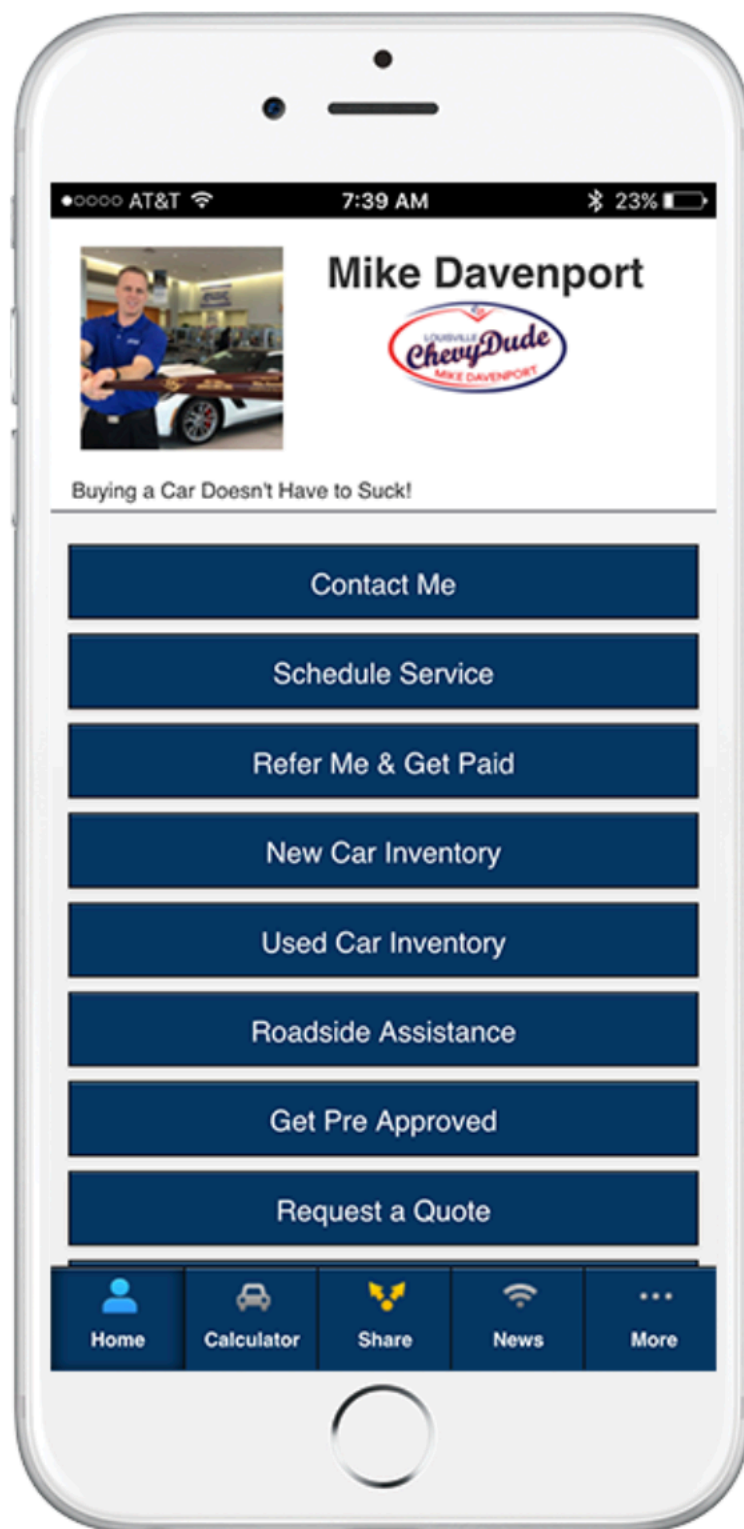 AT&T 7:39 AM 23%
Mike Davenport
LOUISVILLE
ChevyDude
MIKE DAVENPORT
Buying a Car Doesn't Have to Suck!
Contact Me
Schedule Service
Refer Me & Get Paid
New Car Inventory
Used Car Inventory
Roadside Assistance
Get Pre Approved
Request a Quote
Home Calculator Share News More